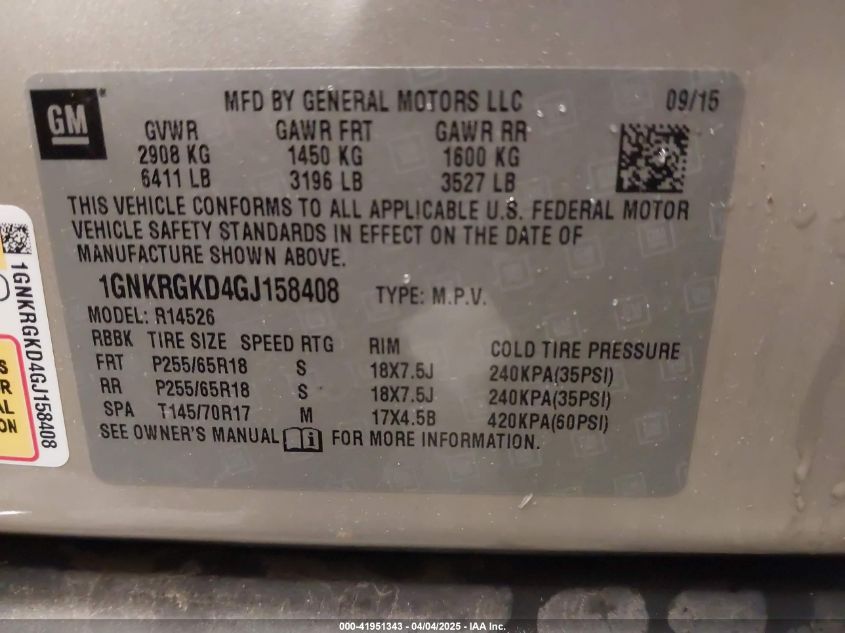 GM
MFD BY GENERAL MOTORS LLC 09/15
GVWR GAWR FRT GAWR RR
2908 KG 1450 KG 1600 KG
6411 LB 3196 LB 3527 LB
THIS VEHICLE CONFORMS TO ALL APPLICABLE U.S. FEDERAL MOTOR
VEHICLE SAFETY STANDARDS IN EFFECT ON THE DATE OF
MANUFACTURE SHOWN ABOVE.
1GNKRGKD4GJ158408 TYPE: M.P.V.
MODEL: R14526
RBBK TIRE SIZE SPEED RTG RIM COLD TIRE PRESSURE
FRT P255/65R18 S 18X7.5J 240KPA(35PSI)
RR P255/65R18 S 18X7.5J 240KPA(35PSI)
SPA T145/70R17 M 17X4.5B 420KPA(60PSI)
SEE OWNER'S MANUAL FOR MORE INFORMATION.
1GNKRGKD4GJ158408
000-41951343 - 04/04/2025 - IAA Inc.